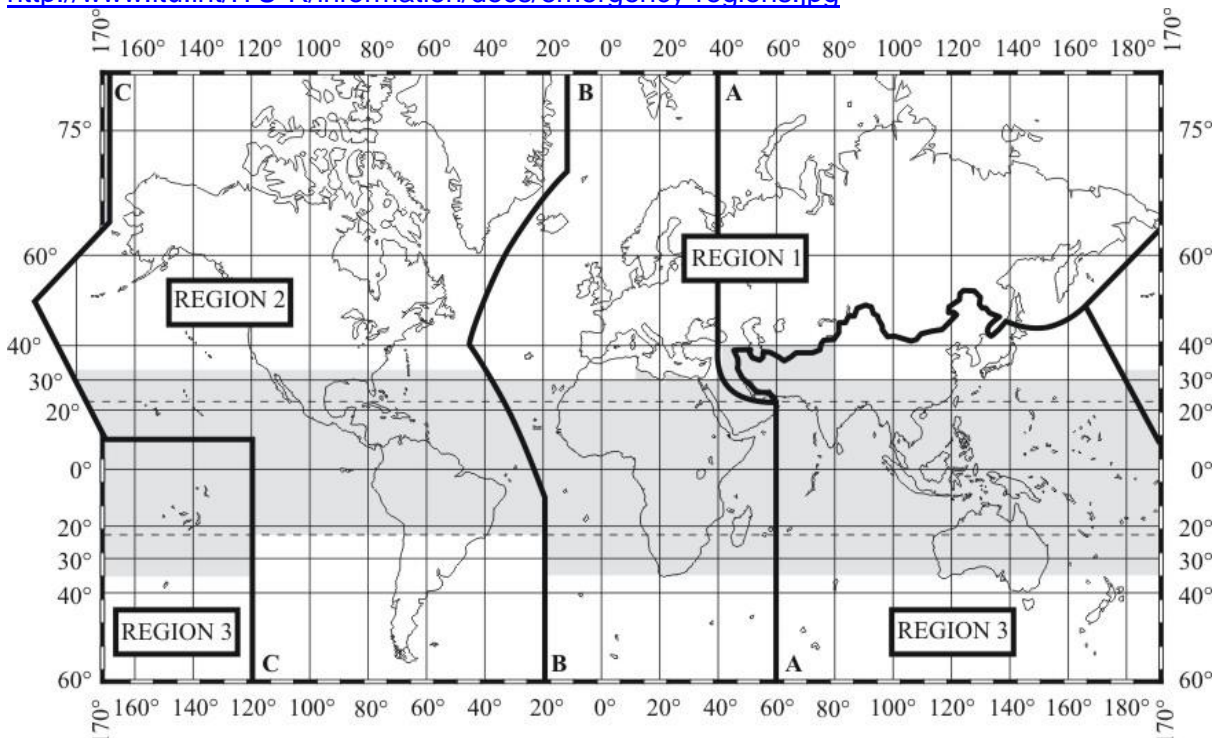 http://www.itu.int/ITU-R/information/docs/emergency-regions.jpg
170° 160° 140° 120° 100° 80° 60° 40° 20° 0° 20° 40° 60° 80° 100° 120° 140° 160° 180° 170°
C B A
75° 75°
60° REGION 1 60°
REGION 2
40° 40°
30° 30°
20° 20°
0° 0°
20° 20°
30° 30°
40° 40°
REGION 3 REGION 3
C B A
60° 60°
170° 160° 140° 120° 100° 80° 60° 40° 20° 0° 20° 40° 60° 80° 100° 120° 140° 160° 180° 170°